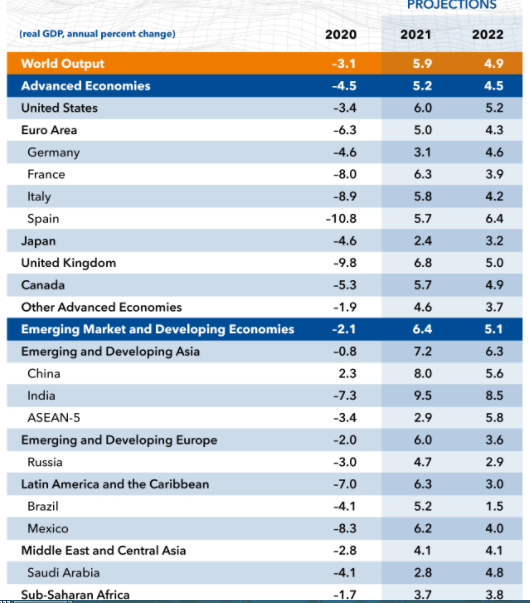 PROJECTIONS
(real GDP, annual percent change) 2020 2021 2022
World Output –3.1 5.9 4.9
Advanced Economies –4.5 5.2 4.5
United States –3.4 6.0 5.2
Euro Area –6.3 5.0 4.3
Germany –4.6 3.1 4.6
France –8.0 6.3 3.9
Italy –8.9 5.8 4.2
Spain –10.8 5.7 6.4
Japan –4.6 2.4 3.2
United Kingdom –9.8 6.8 5.0
Canada –5.3 5.7 4.9
Other Advanced Economies –1.9 4.6 3.7
Emerging Market and Developing Economies –2.1 6.4 5.1
Emerging and Developing Asia –0.8 7.2 6.3
China 2.3 8.0 5.6
India –7.3 9.5 8.5
ASEAN-5 –3.4 2.9 5.8
Emerging and Developing Europe –2.0 6.0 3.6
Russia –3.0 4.7 2.9
Latin America and the Caribbean –7.0 6.3 3.0
Brazil –4.1 5.2 1.5
Mexico –8.3 6.2 4.0
Middle East and Central Asia –2.8 4.1 4.1
Saudi Arabia –4.1 2.8 4.8
Sub-Saharan Africa –1.7 3.7 3.8